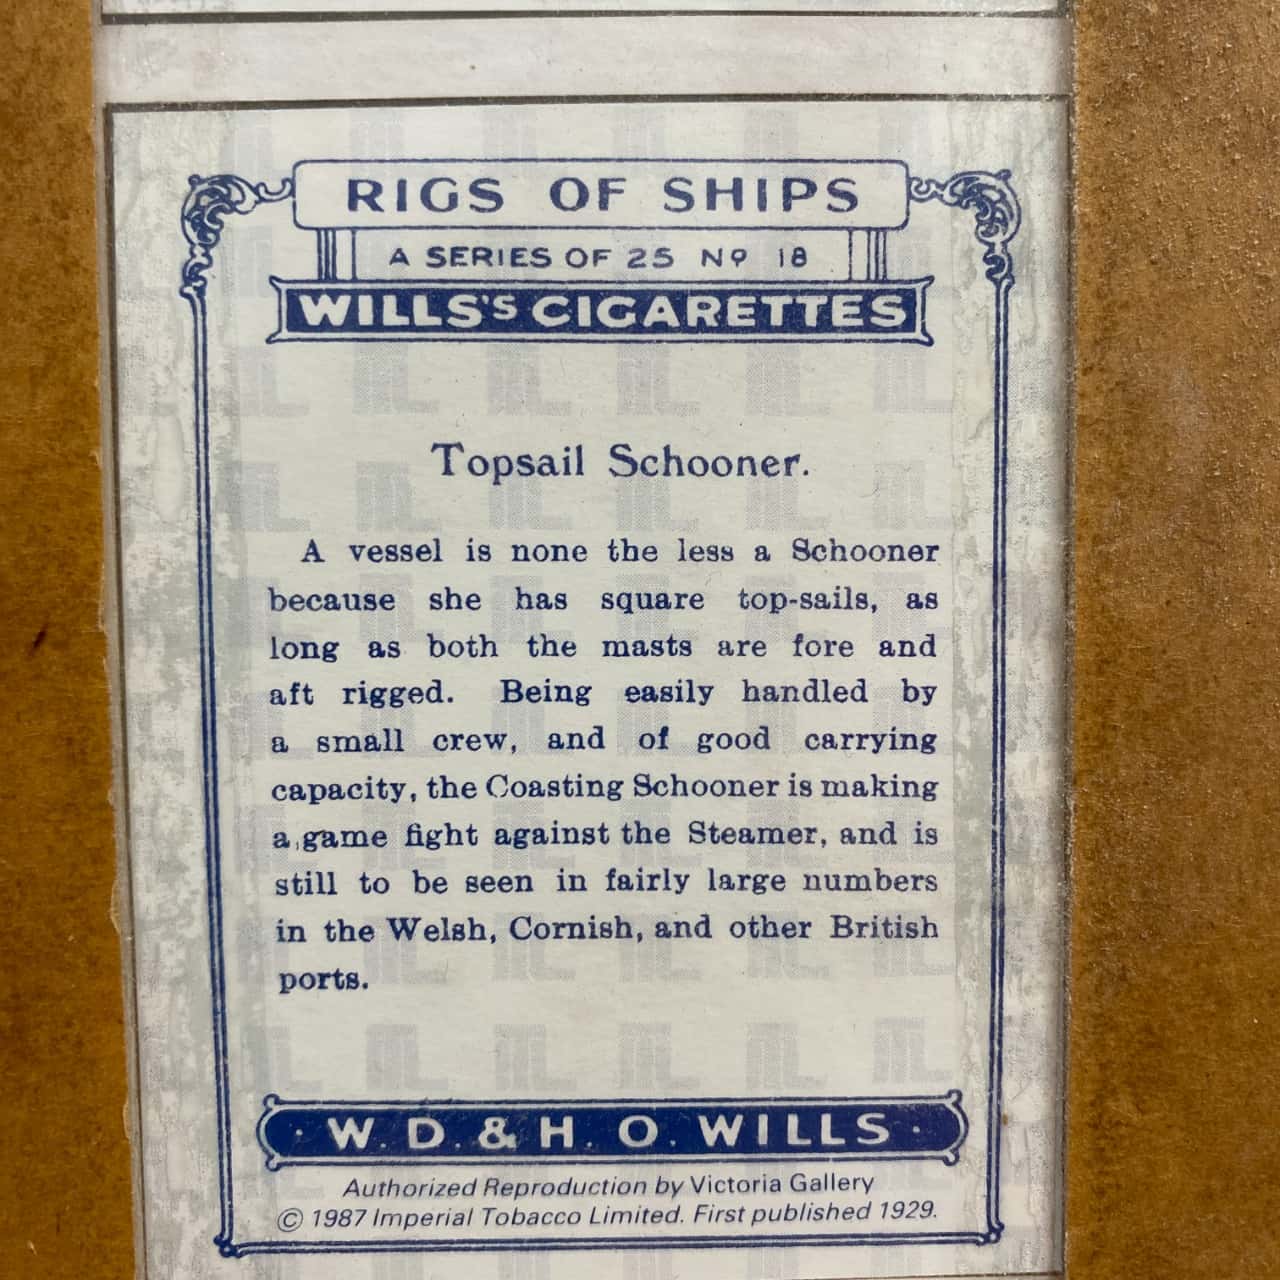 RIGS OF SHIPS
A SERIES OF 25 Nº 18
WILLS'S CIGARETTES
Topsail Schooner.
A vessel is none the less a Schooner
because she has square top-sails, as
long as both the masts are fore and
aft rigged. Being easily handled by
a small crew, and of good carrying
capacity, the Coasting Schooner is making
a game fight against the Steamer, and is
still to be seen in fairly large numbers
in the Welsh, Cornish, and other British
ports.
· W. D. & H. O. WILLS ·
Authorized Reproduction by Victoria Gallery
© 1987 Imperial Tobacco Limited. First published 1929.